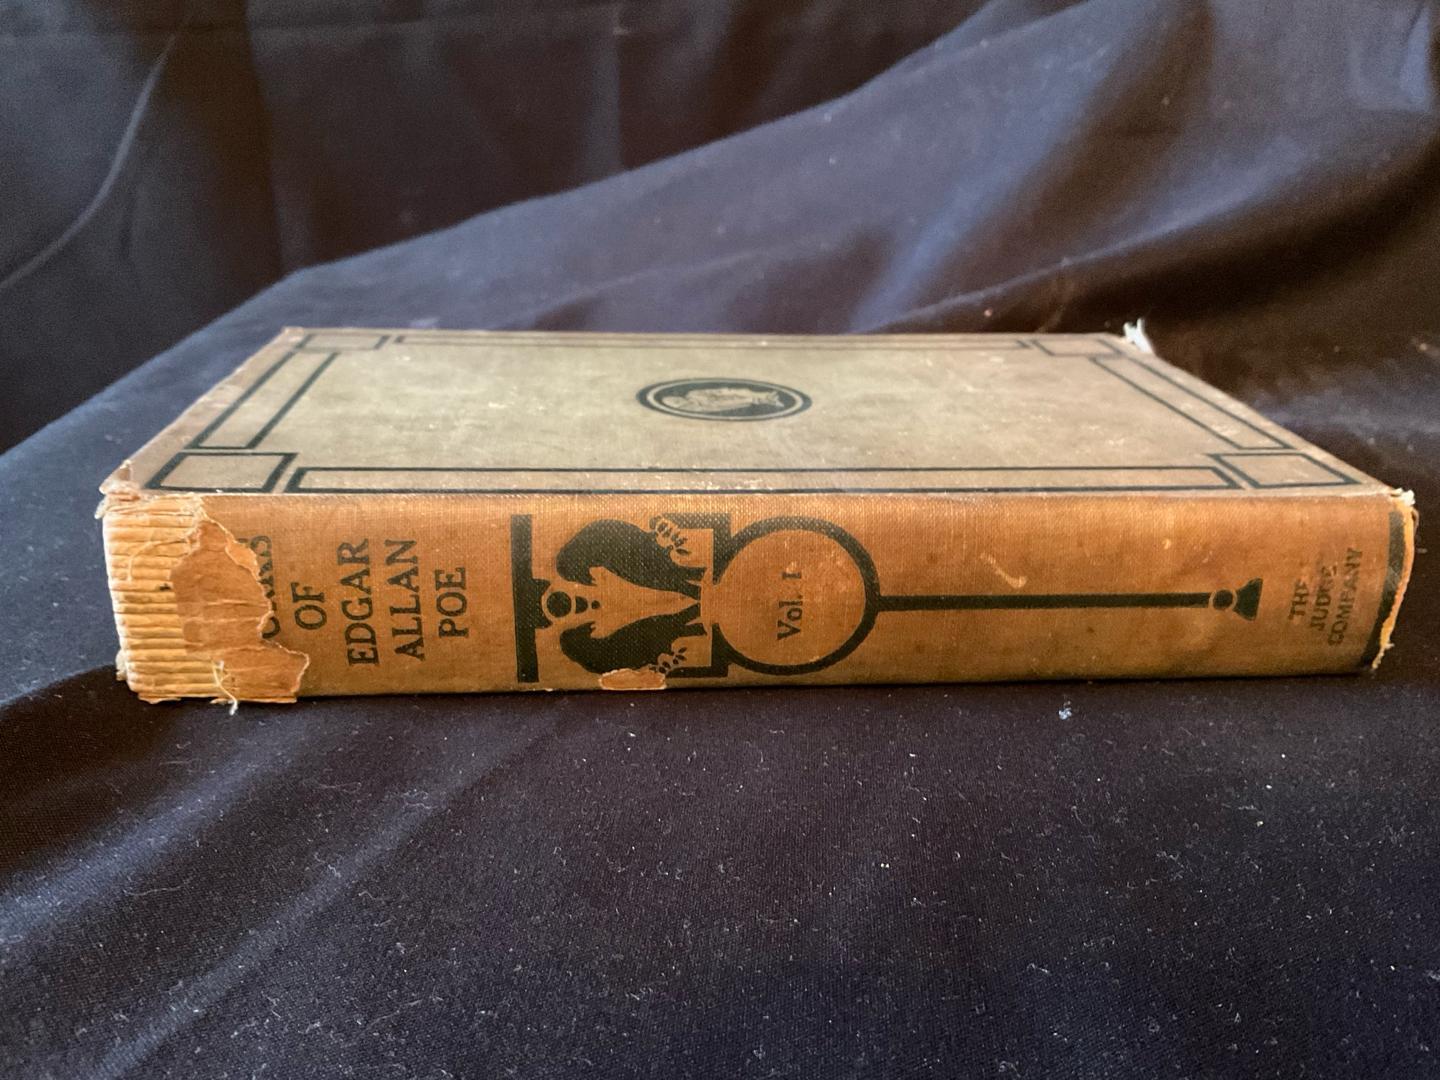 OF
EDGAR
ALLAN
POE
Vol. I
THE
JUDGE
COMPANY